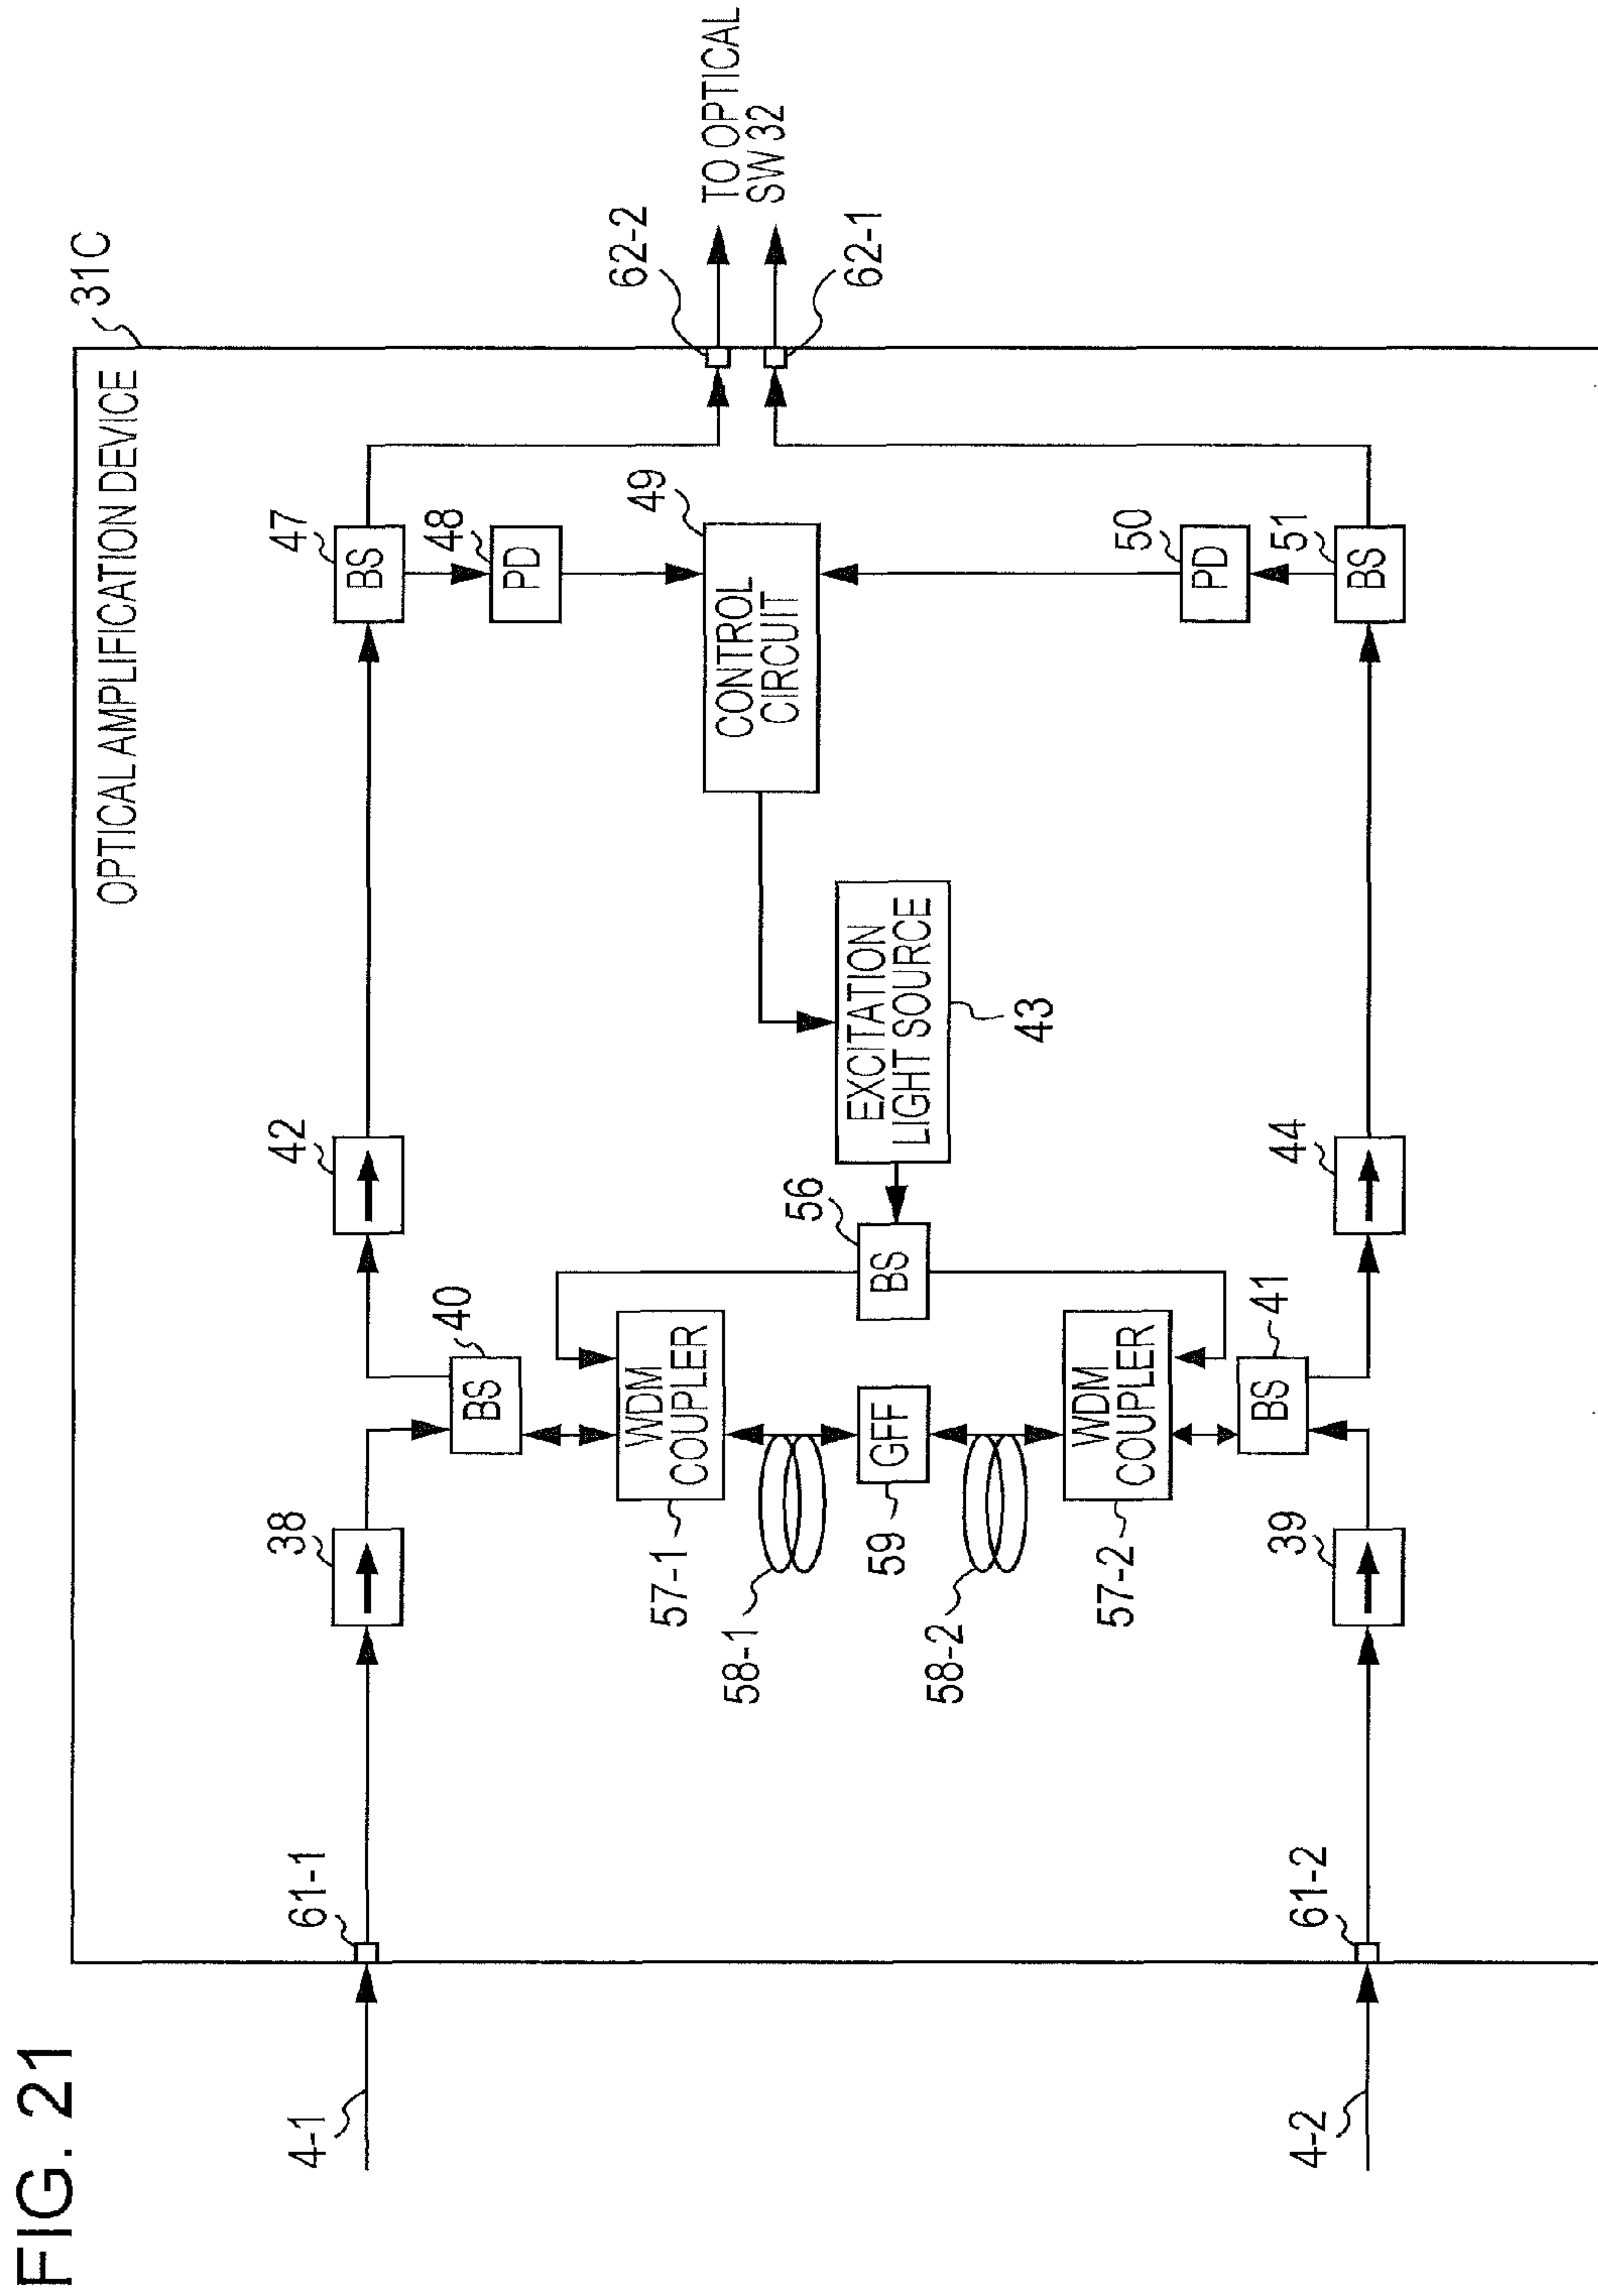 FIG. 21
OPTICAL AMPLIFICATION DEVICE
31C
4-1
61-1
38
40
BS
42
47
BS
48
PD
49
CONTROL
CIRCUIT
62-2
TO OPTICAL
SW 32
62-1
57-1
WDM
COUPLER
58-1
59
GFF
56
BS
EXCITATION
LIGHT SOURCE
43
58-2
57-2
WDM
COUPLER
50
PD
4-2
61-2
39
41
BS
44
51
BS